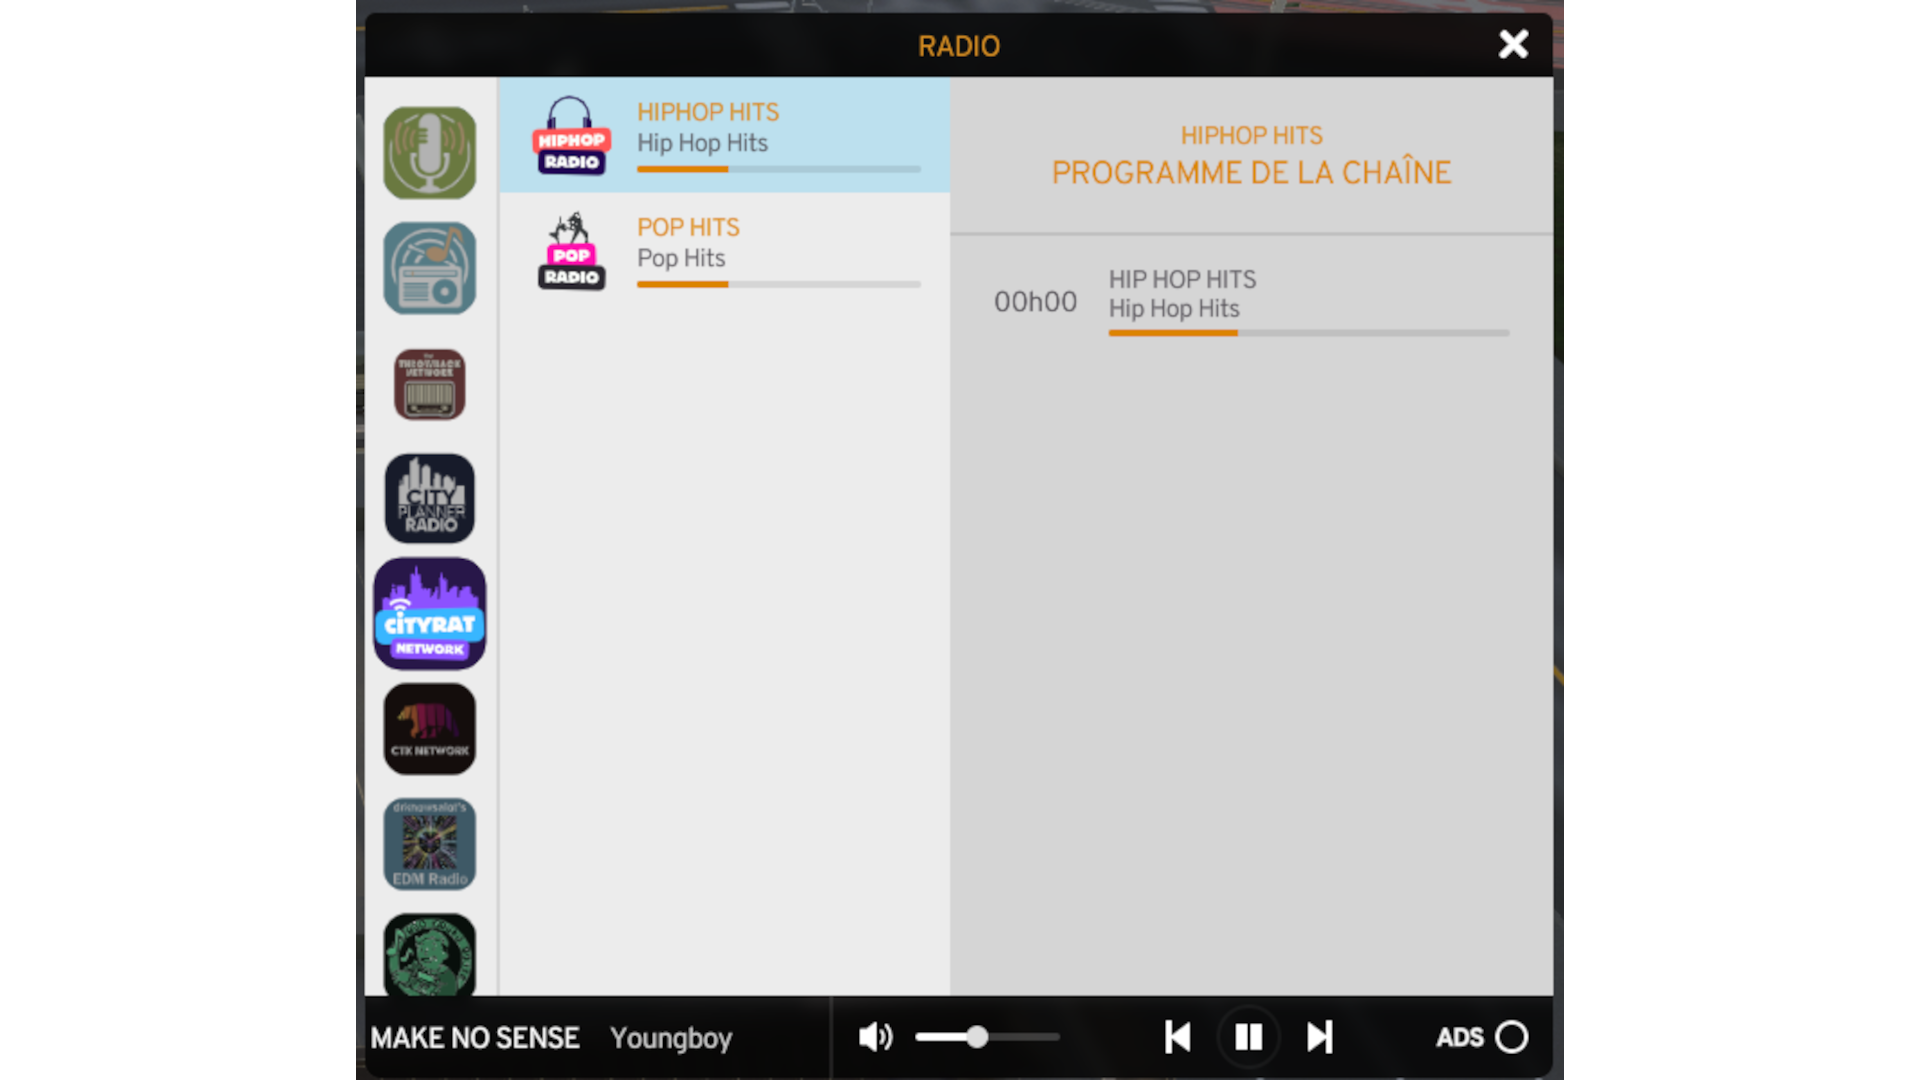 RADIO
THROWBACK
NETWORK
CITY
PLANNER
RADIO
CITYRAT
NETWORK
CTK NETWORK
drknowsalot's
EDM Radio
HIPHOP
RADIO
HIPHOP HITS
Hip Hop Hits
POP
RADIO
POP HITS
Pop Hits
HIPHOP HITS
PROGRAMME DE LA CHAÎNE
00h00
HIP HOP HITS
Hip Hop Hits
MAKE NO SENSE Youngboy
ADS